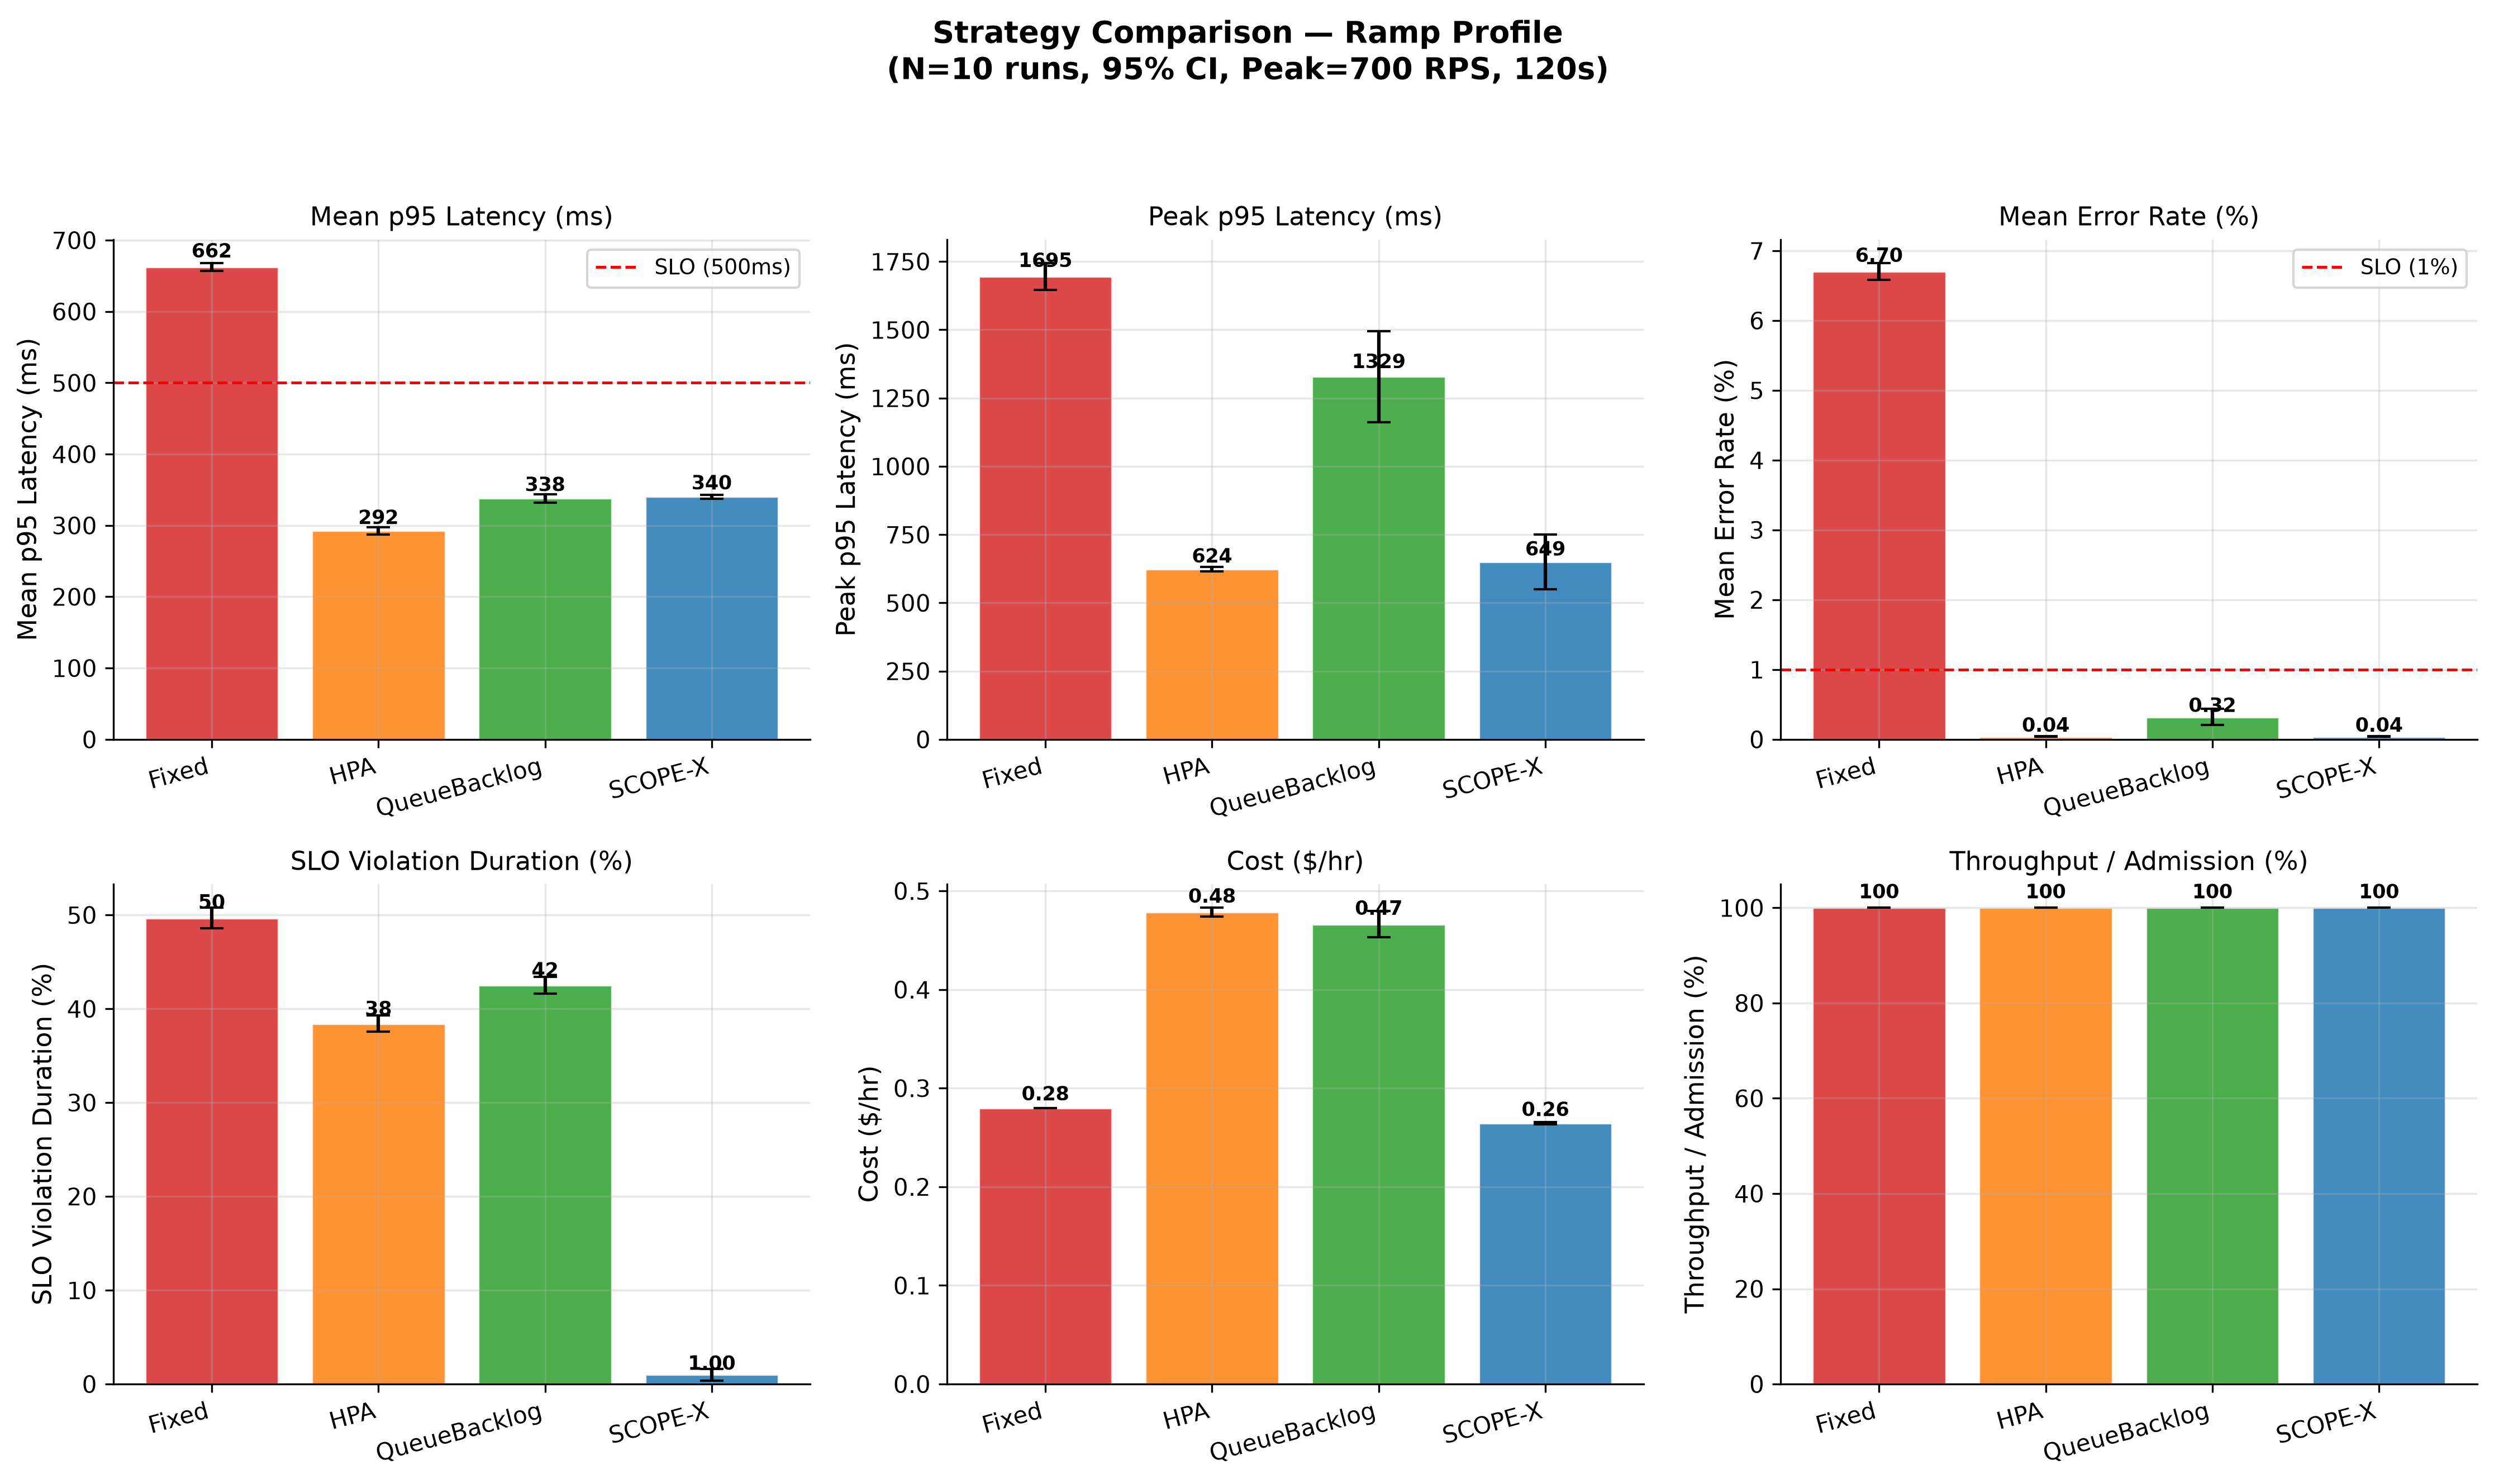 Strategy Comparison — Ramp Profile
(N=10 runs, 95% CI, Peak=700 RPS, 120s)
Mean p95 Latency (ms)
Mean p95 Latency (ms)
700
600
500
400
300
200
100
0
SLO (500ms)
662
292
338
340
Fixed
HPA
QueueBacklog
SCOPE-X
Peak p95 Latency (ms)
Peak p95 Latency (ms)
1750
1500
1250
1000
750
500
250
0
1695
624
1329
649
Fixed
HPA
QueueBacklog
SCOPE-X
Mean Error Rate (%)
Mean Error Rate (%)
7
6
5
4
3
2
1
0
SLO (1%)
6.70
0.04
0.32
0.04
Fixed
HPA
QueueBacklog
SCOPE-X
SLO Violation Duration (%)
SLO Violation Duration (%)
50
40
30
20
10
0
50
38
42
1.00
Fixed
HPA
QueueBacklog
SCOPE-X
Cost ($/hr)
Cost ($/hr)
0.5
0.4
0.3
0.2
0.1
0.0
0.28
0.48
0.47
0.26
Fixed
HPA
QueueBacklog
SCOPE-X
Throughput / Admission (%)
Throughput / Admission (%)
100
80
60
40
20
0
100
100
100
100
Fixed
HPA
QueueBacklog
SCOPE-X